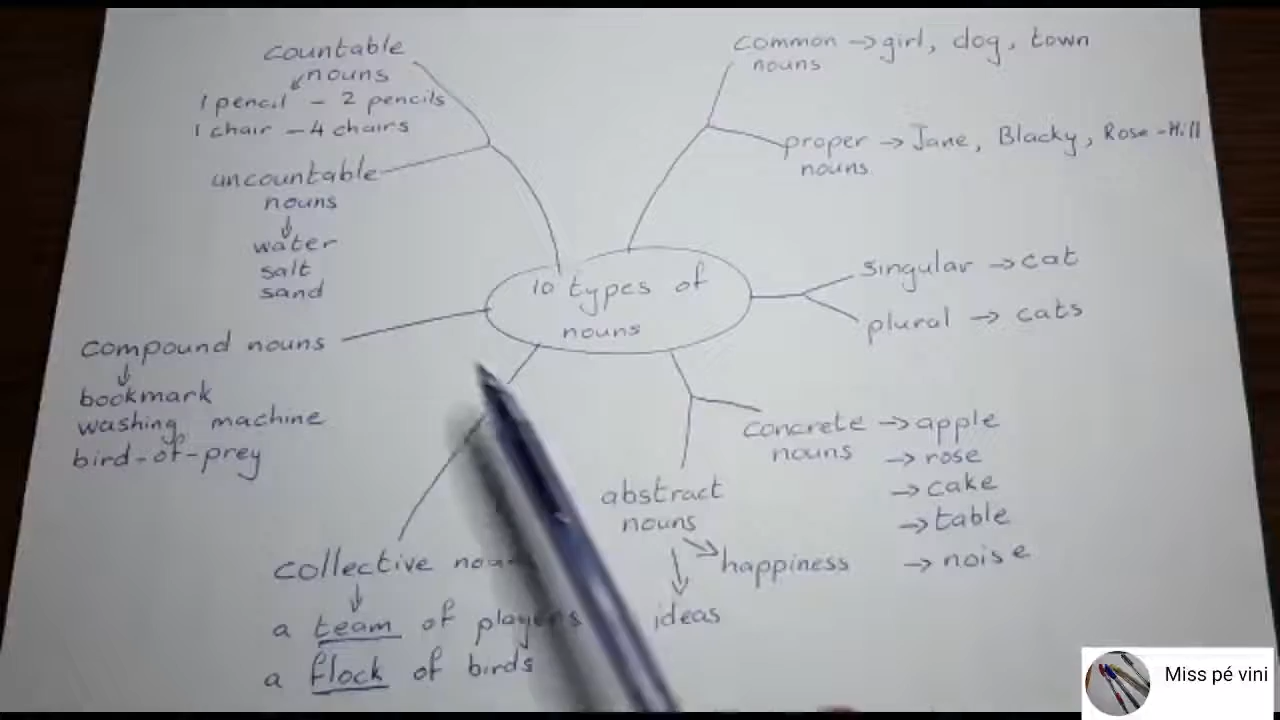 countable
nouns
1 pencil - 2 pencils
1 chair - 4 chairs
uncountable
nouns
water
salt
sand
compound nouns
bookmark
washing machine
bird-of-prey
collective
a team of players
a flock of birds
10 types of
nouns
common → girl, dog, town
nouns
proper → Jane, Blacky, Rose-Hill
nouns
singular → cat
plural → cats
concrete → apple
nouns → rose
→ cake
→ table
→ noise
abstract
nouns
happiness
ideas
Miss pé vini